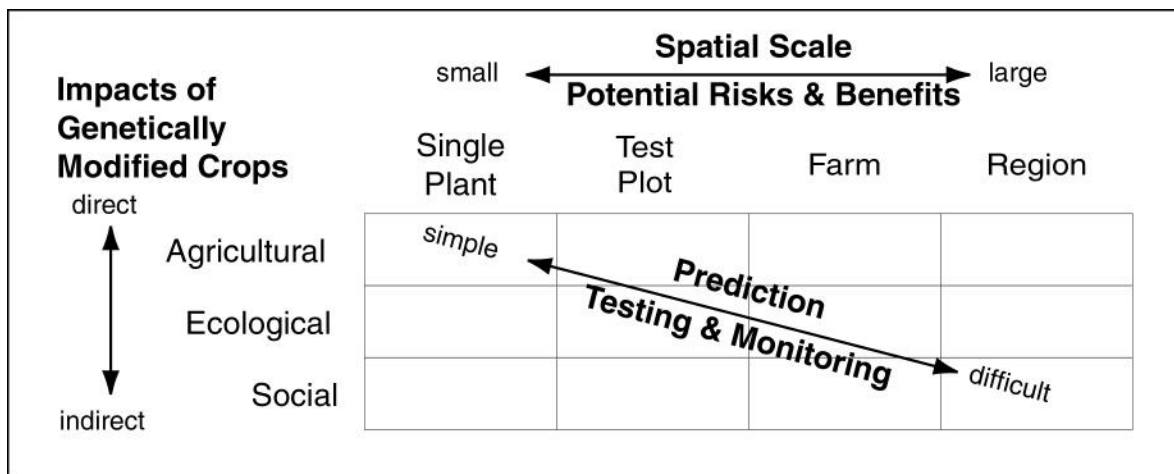 Impacts of
Genetically
Modified Crops
Spatial Scale
small
large
Potential Risks & Benefits
Single
Plant
Test
Plot
Farm
Region
direct
Agricultural
Ecological
Social
indirect
simple
Prediction
Testing & Monitoring
difficult